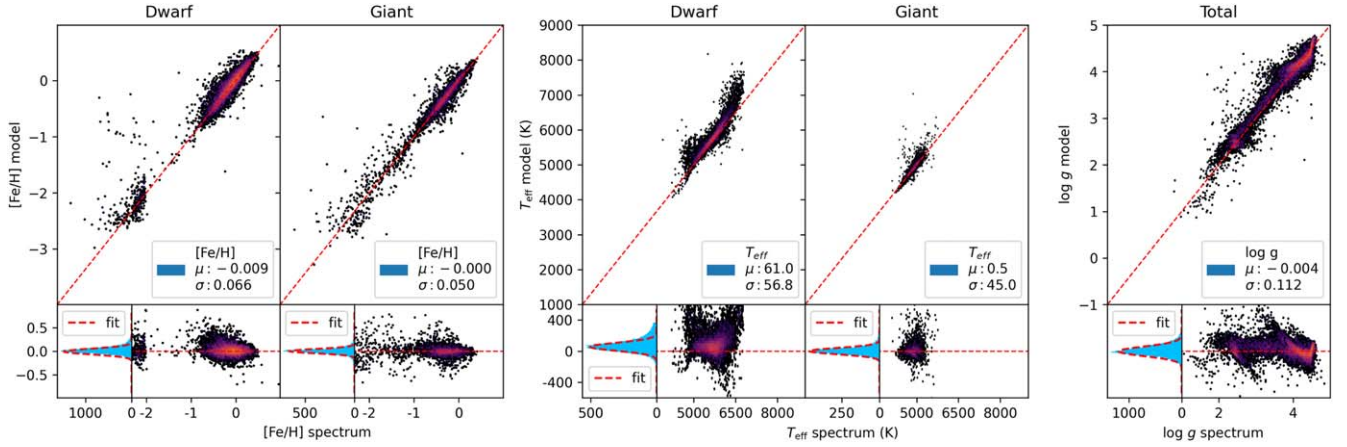 Dwarf Giant Dwarf Giant Total
0 −1 −2 −3
[Fe/H] model
[Fe/H]
μ: −0.009
σ: 0.066
[Fe/H]
μ: −0.000
σ: 0.050
9000 8000 7000 6000 5000 4000 3000 2000 1000
T_eff model (K)
T_eff
μ: 61.0
σ: 56.8
T_eff
μ: 0.5
σ: 45.0
5 4 3 2 1 0 −1
log g model
log g
μ: −0.004
σ: 0.112
0.5 0.0 −0.5
fit
fit
400 0 -400
fit
fit
fit
1000 0 -2 -1 0 500 0 -2 -1 0
[Fe/H] spectrum
500 0 5000 6500 8000 250 0 5000 6500 8000
T_eff spectrum (K)
1000 0 2 4
log g spectrum